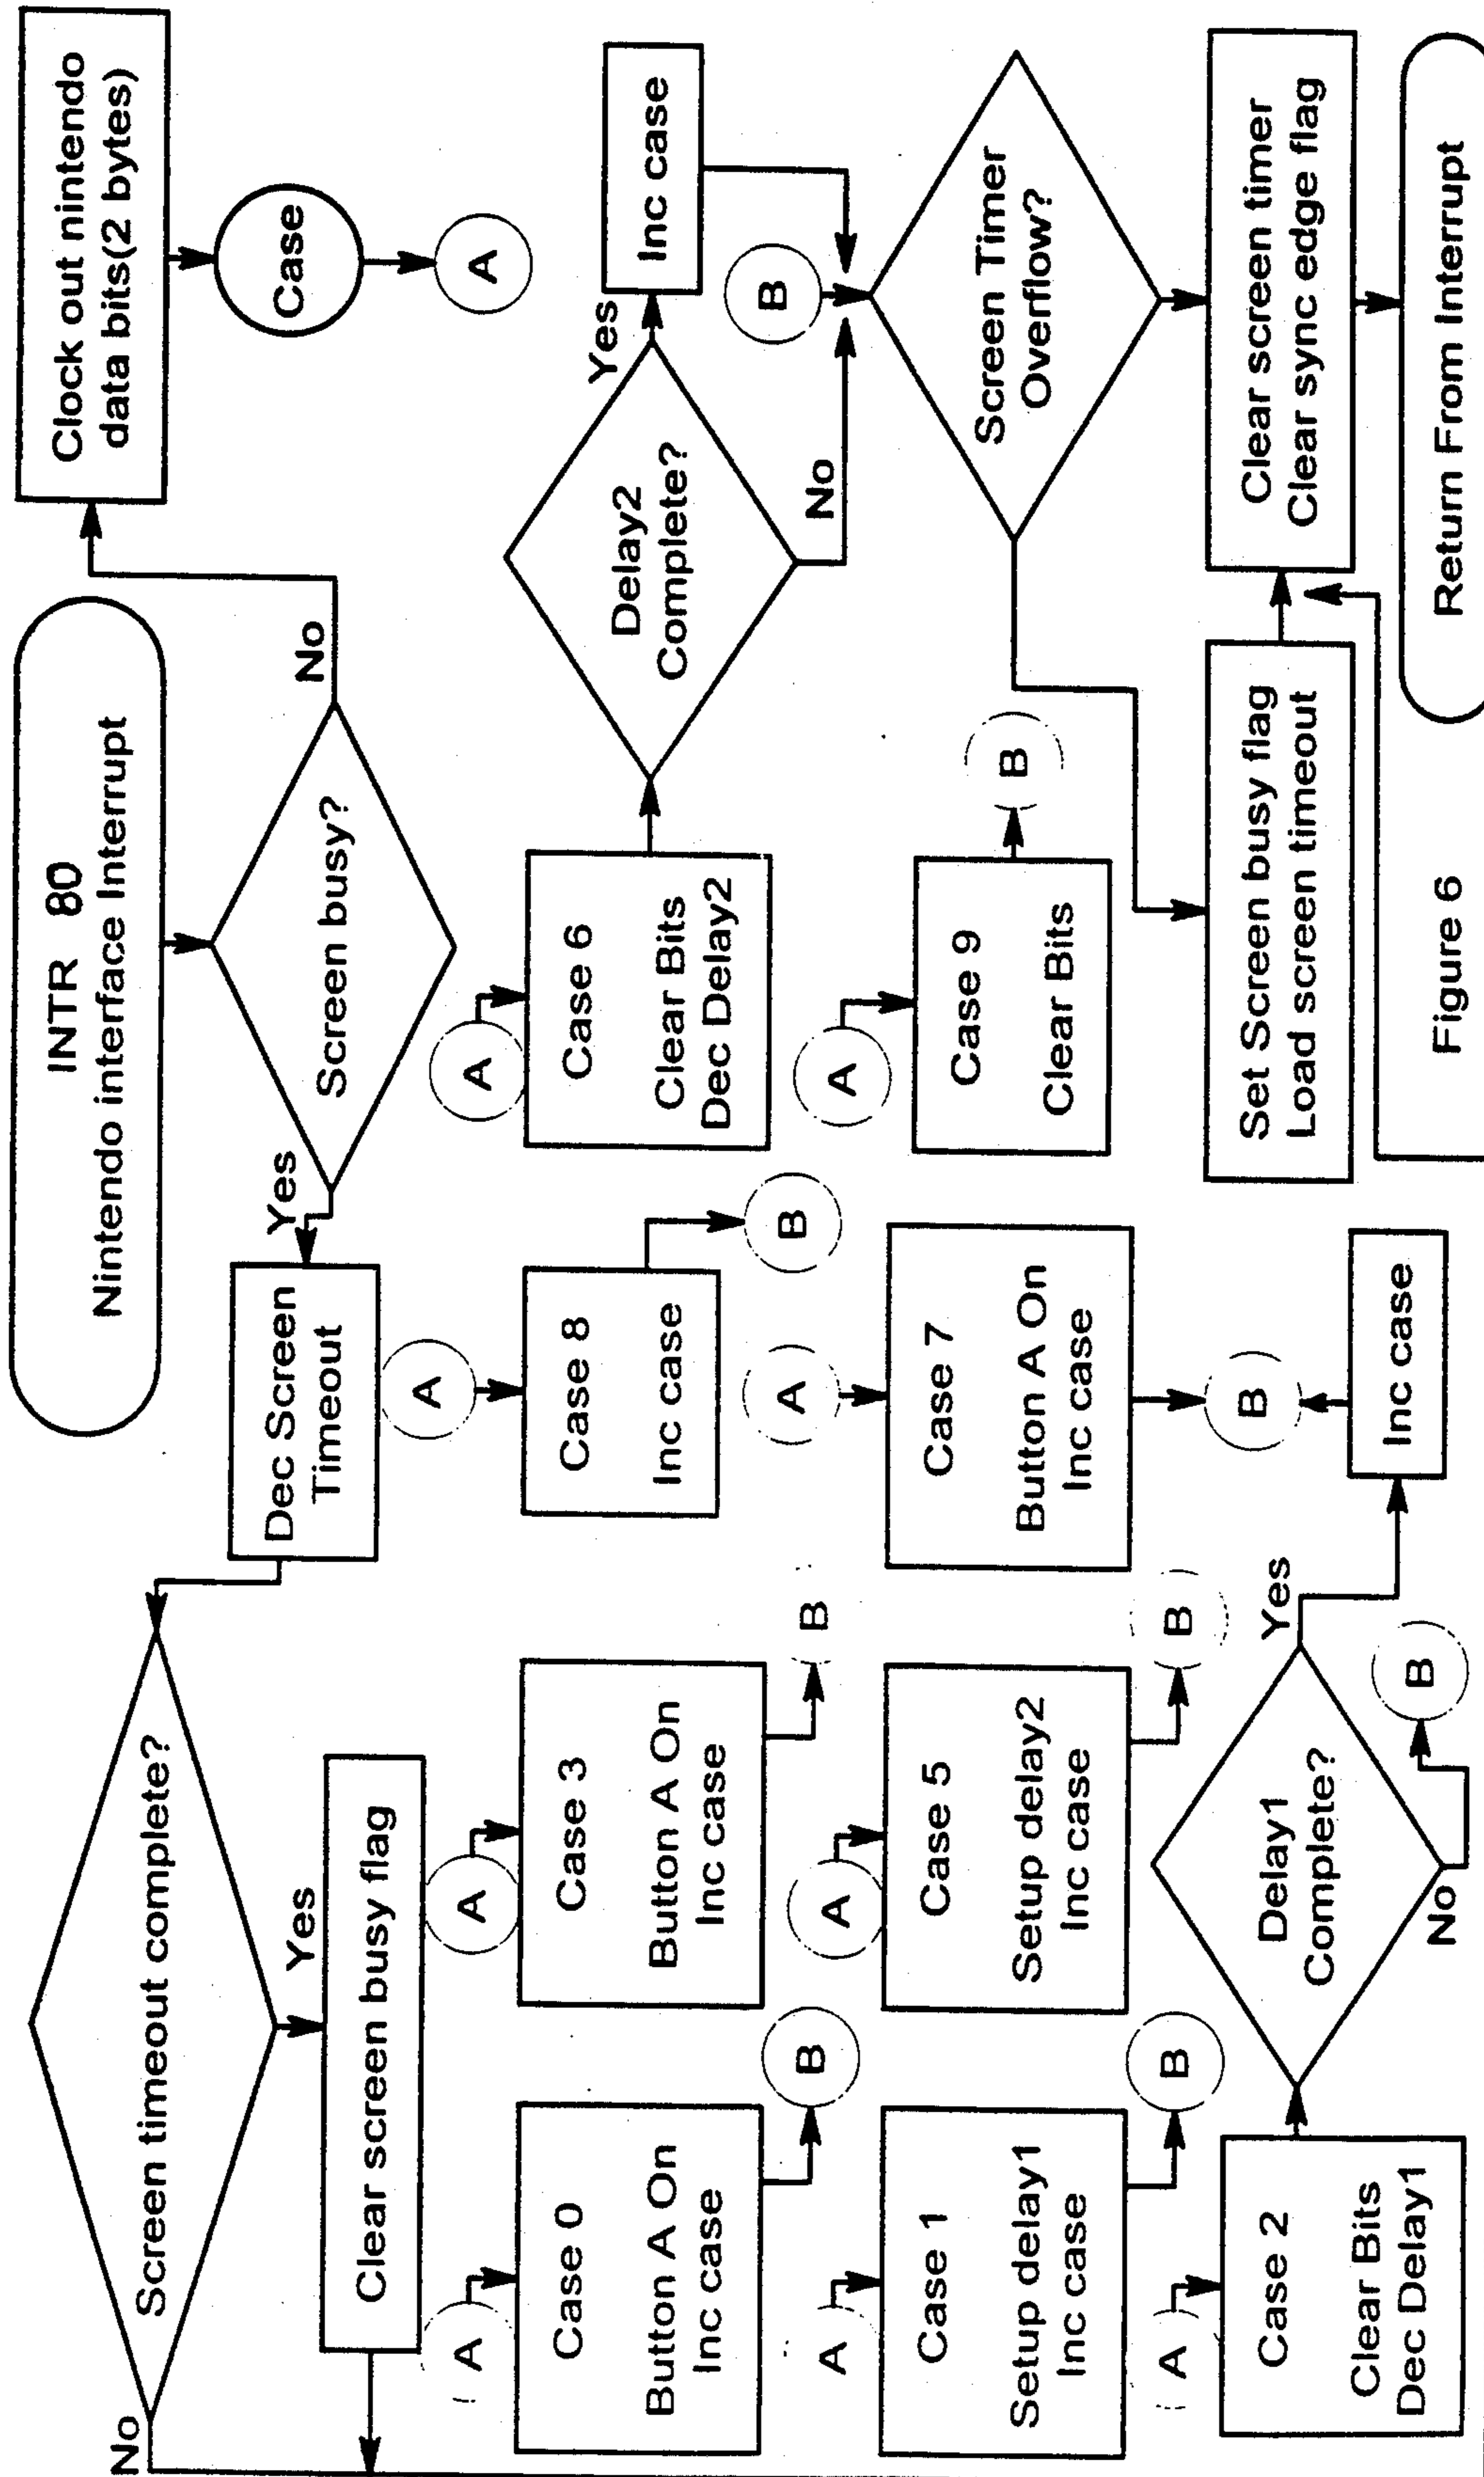 INTR 80
Nintendo interface Interrupt
Screen busy?
Yes
No
Clock out nintendo
data bits(2 bytes)
Case
A
Dec Screen
Timeout
Screen timeout complete?
No
Yes
Clear screen busy flag
A
Case 0
Button A On
Inc case
B
A
Case 3
Button A On
Inc case
B
A
Case 8
Inc case
B
A
Case 6
Clear Bits
Dec Delay2
Delay2
Complete?
Yes
Inc case
No
B
A
Case 1
Setup delay1
Inc case
B
A
Case 5
Setup delay2
Inc case
B
A
Case 7
Button A On
Inc case
B
A
Case 9
Clear Bits
B
Screen Timer
Overflow?
A
Case 2
Clear Bits
Dec Delay1
Delay1
Complete?
Yes
No
B
Inc case
Set Screen busy flag
Load screen timeout
Clear screen timer
Clear sync edge flag
Return From Interrupt
Figure 6